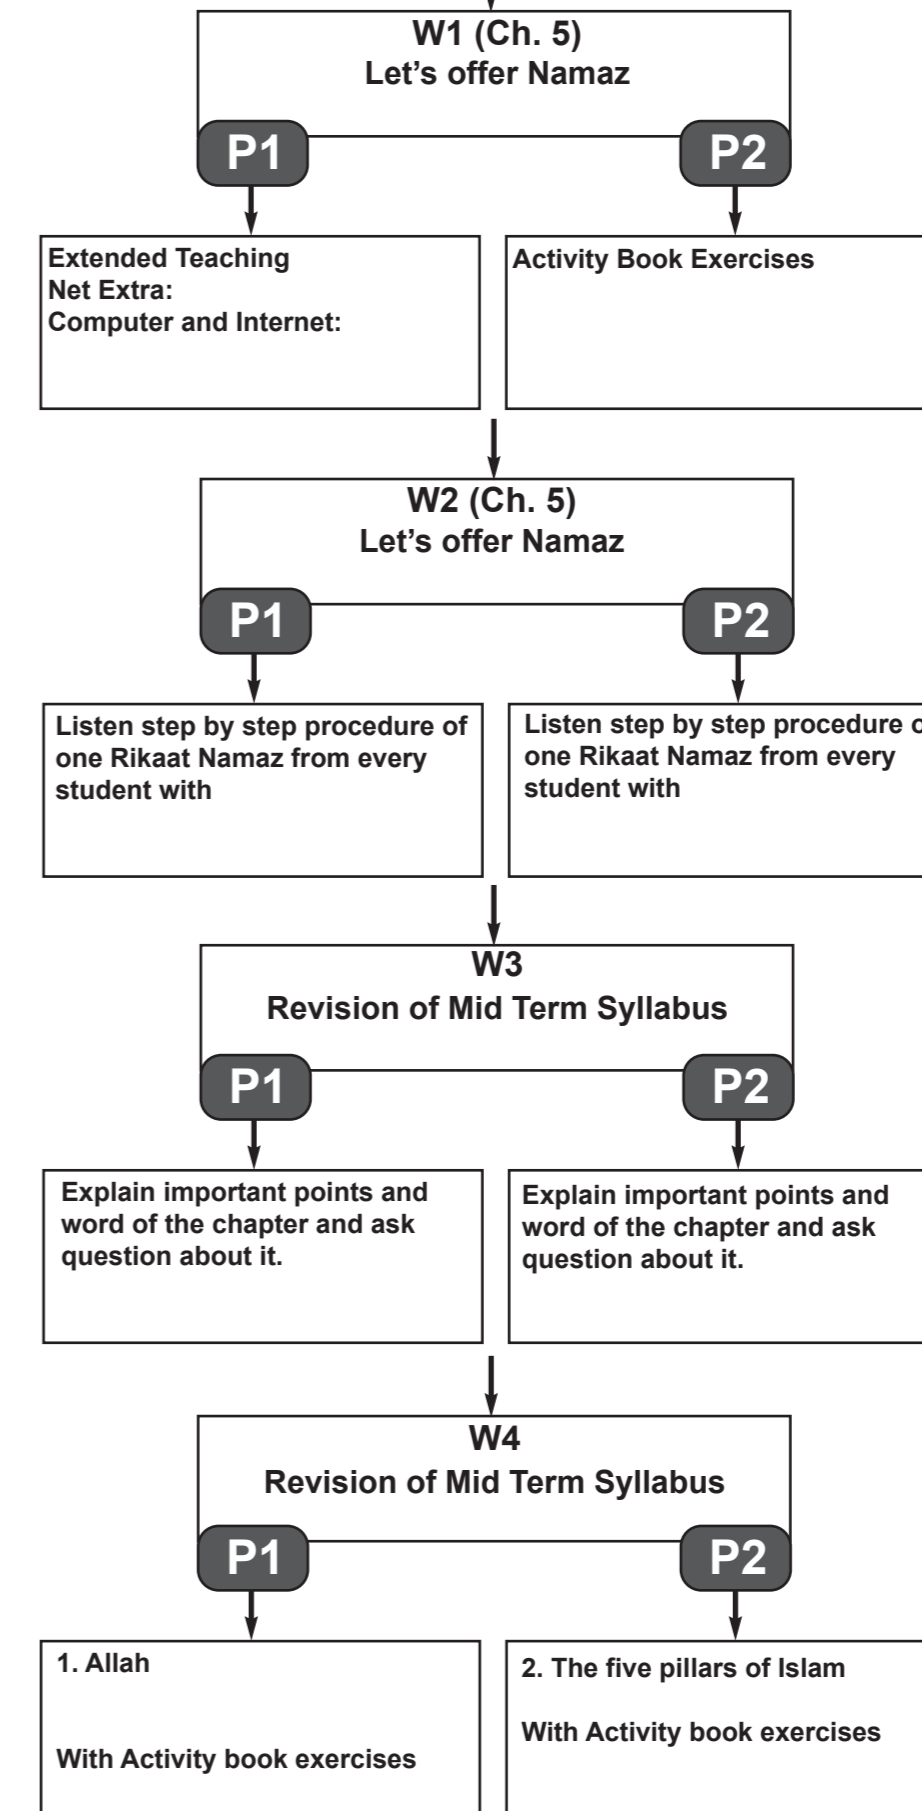 W1 (Ch. 5)
Let's offer Namaz
P1
P2
Extended Teaching
Net Extra:
Computer and Internet:
Activity Book Exercises
W2 (Ch. 5)
Let's offer Namaz
P1
P2
Listen step by step procedure of
one Rikaat Namaz from every
student with
Listen step by step procedure o
one Rikaat Namaz from every
student with
W3
Revision of Mid Term Syllabus
P1
P2
Explain important points and
word of the chapter and ask
question about it.
Explain important points and
word of the chapter and ask
question about it.
W4
Revision of Mid Term Syllabus
P1
P2
1. Allah
With Activity book exercises
2. The five pillars of Islam
With Activity book exercises